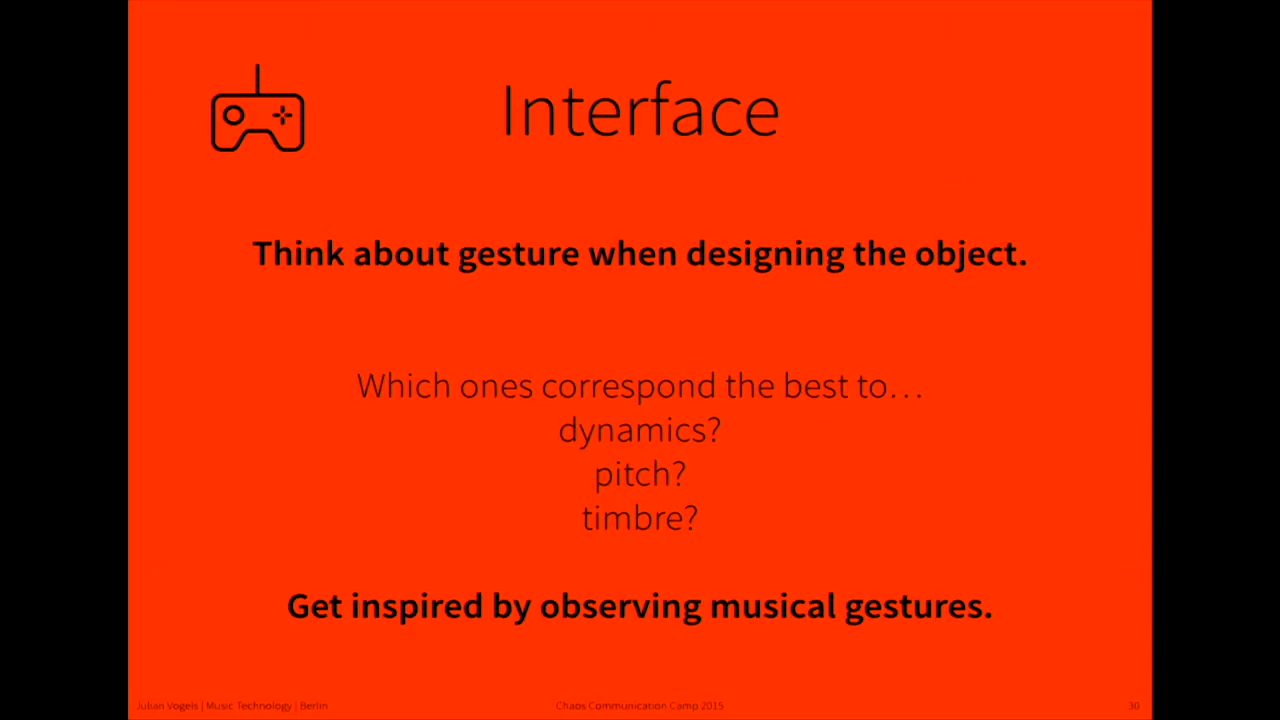 Interface
Think about gesture when designing the object.
Which ones correspond the best to…
dynamics?
pitch?
timbre?
Get inspired by observing musical gestures.
Julian Vogels | Music Technology | Berlin
Chaos Communication Camp 2015
30